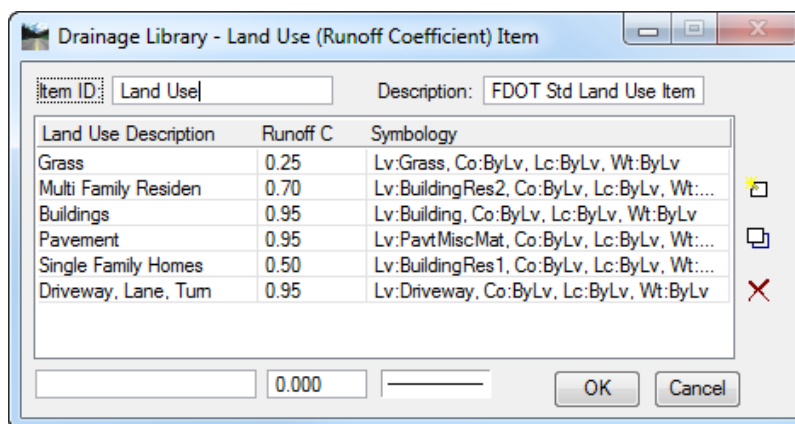 Drainage Library - Land Use (Runoff Coefficient) Item
Item ID: Land Use Description: FDOT Std Land Use Item
Land Use Description Runoff C Symbology
Grass 0.25 Lv:Grass, Co:ByLv, Lc:ByLv, Wt:ByLv
Multi Family Residen 0.70 Lv:BuildingRes2, Co:ByLv, Lc:ByLv, Wt:...
Buildings 0.95 Lv:Building, Co:ByLv, Lc:ByLv, Wt:ByLv
Pavement 0.95 Lv:PavtMiscMat, Co:ByLv, Lc:ByLv, Wt:...
Single Family Homes 0.50 Lv:BuildingRes1, Co:ByLv, Lc:ByLv, Wt:...
Driveway, Lane, Turn 0.95 Lv:Driveway, Co:ByLv, Lc:ByLv, Wt:ByLv
0.000 OK Cancel